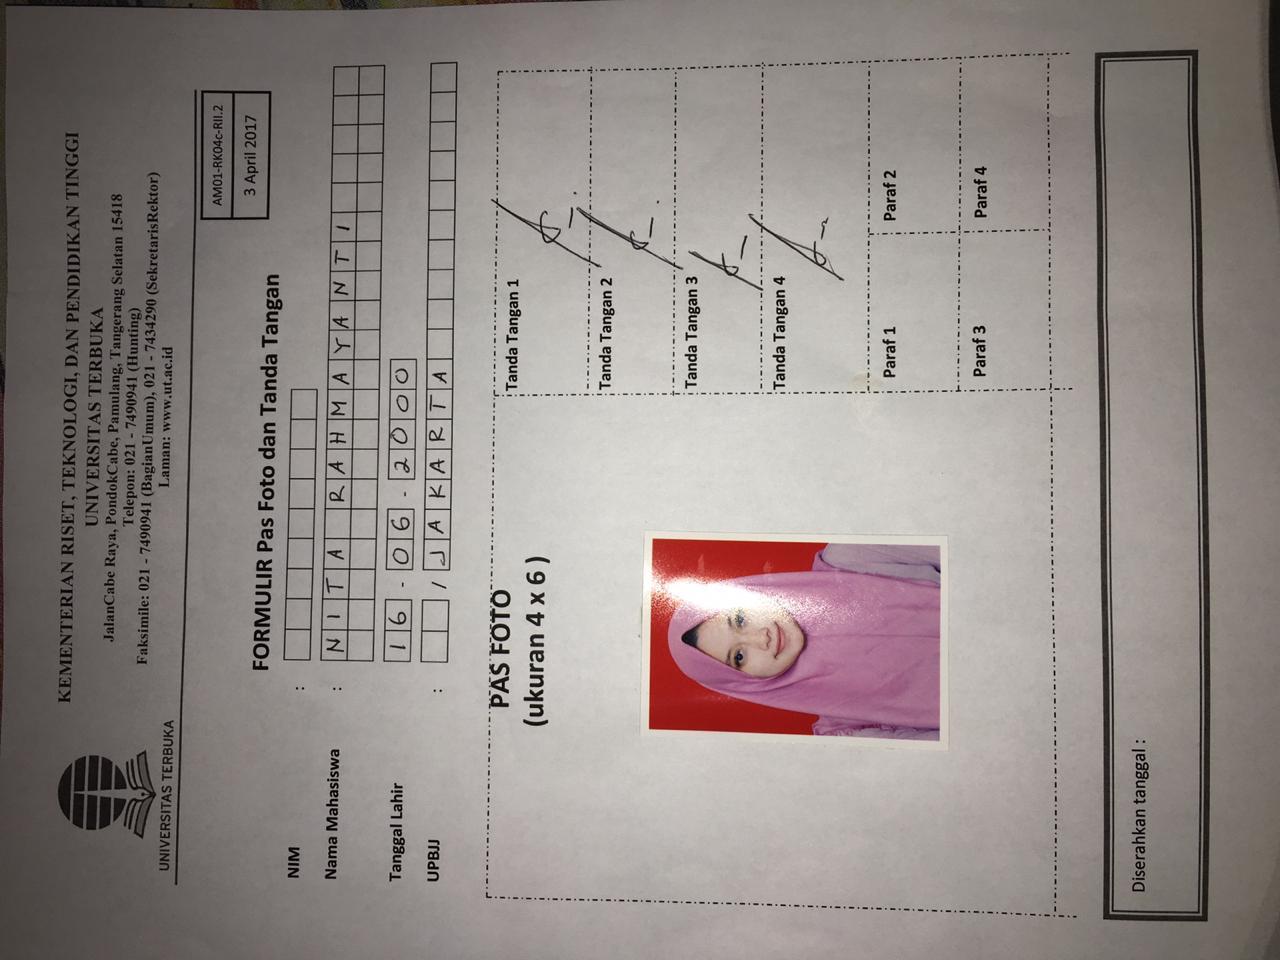 KEMENTERIAN RISET, TEKNOLOGI, DAN PENDIDIKAN TINGGI
UNIVERSITAS TERBUKA
JalanCabe Raya, PondokCabe, Pamulang, Tangerang Selatan 15418
Telepon: 021 - 7490941 (Hunting)
Faksimile: 021 - 7490941 (BagianUmum), 021 - 7434290 (SekretarisRektor)
Laman: www.ut.ac.id
UNIVERSITAS TERBUKA
AM01-RK04c-RII.2
3 April 2017
FORMULIR Pas Foto dan Tanda Tangan
NIM :
Nama Mahasiswa : NITA RAHMAYANTI
Tanggal Lahir 16 - 06 - 2000
UPBJJ : / JAKARTA
PAS FOTO
(ukuran 4 x 6 )
Tanda Tangan 1
Tanda Tangan 2
Tanda Tangan 3
Tanda Tangan 4
Paraf 1
Paraf 2
Paraf 3
Paraf 4
Diserahkan tanggal :